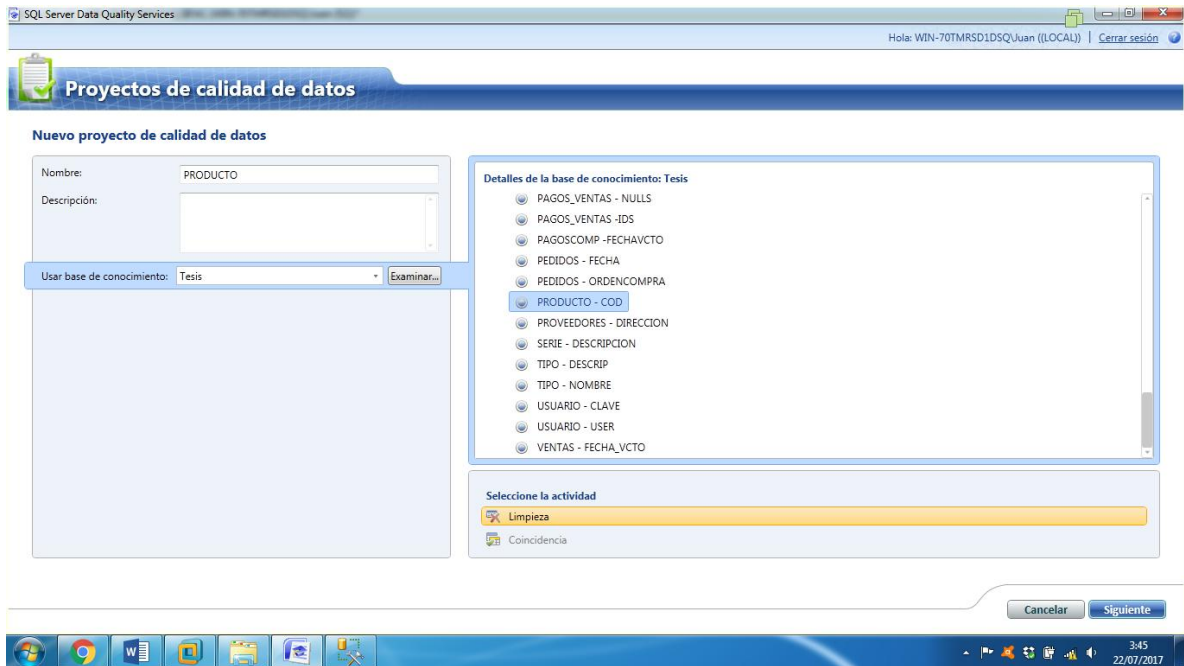 SQL Server Data Quality Services
Hola: WIN-70TMRSD1DSQ\Juan ((LOCAL)) | Cerrar sesión
Proyectos de calidad de datos
Nuevo proyecto de calidad de datos
Nombre: PRODUCTO
Descripción:
Usar base de conocimiento: Tesis Examinar...
Detalles de la base de conocimiento: Tesis
PAGOS_VENTAS - NULLS
PAGOS_VENTAS -IDS
PAGOSCOMP -FECHAVCTO
PEDIDOS - FECHA
PEDIDOS - ORDENCOMPRA
PRODUCTO - COD
PROVEEDORES - DIRECCION
SERIE - DESCRIPCION
TIPO - DESCRIP
TIPO - NOMBRE
USUARIO - CLAVE
USUARIO - USER
VENTAS - FECHA_VCTO
Seleccione la actividad
Limpieza
Coincidencia
Cancelar Siguiente
3:45
22/07/2017